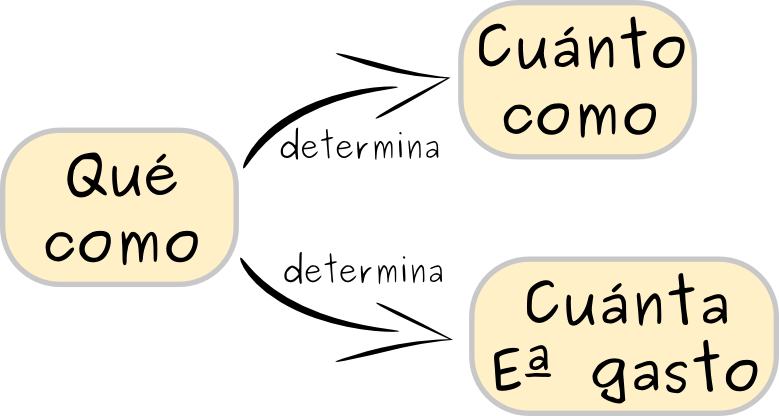 Qué
como
determina
Cuánto
como
determina
Cuánta
Eª gasto